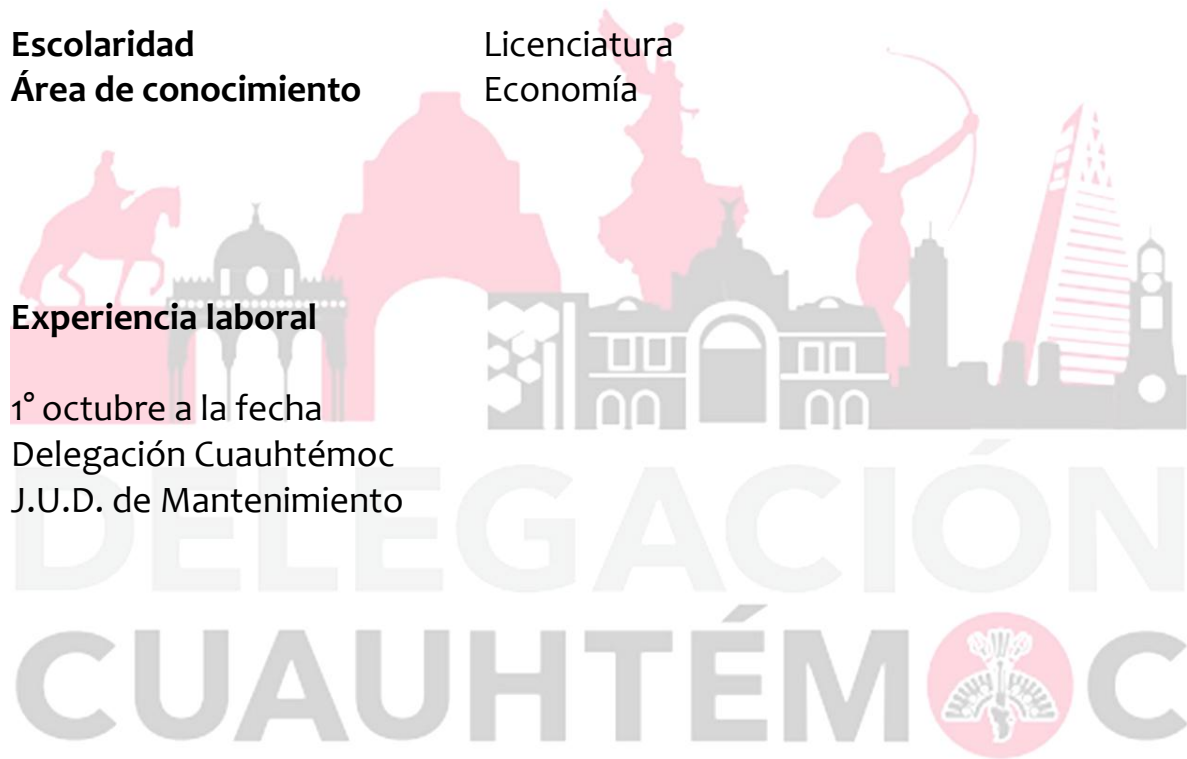 Escolaridad Licenciatura
Área de conocimiento Economía
Experiencia laboral
1° octubre a la fecha
Delegación Cuauhtémoc
J.U.D. de Mantenimiento
DELEGACIÓN
CUAUHTÉMOC